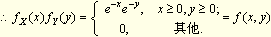 ∴ f_X(x)f_Y(y) = { e^{-x}e^{-y}, x ≥ 0, y ≥ 0; = f(x, y)
0, 其他.